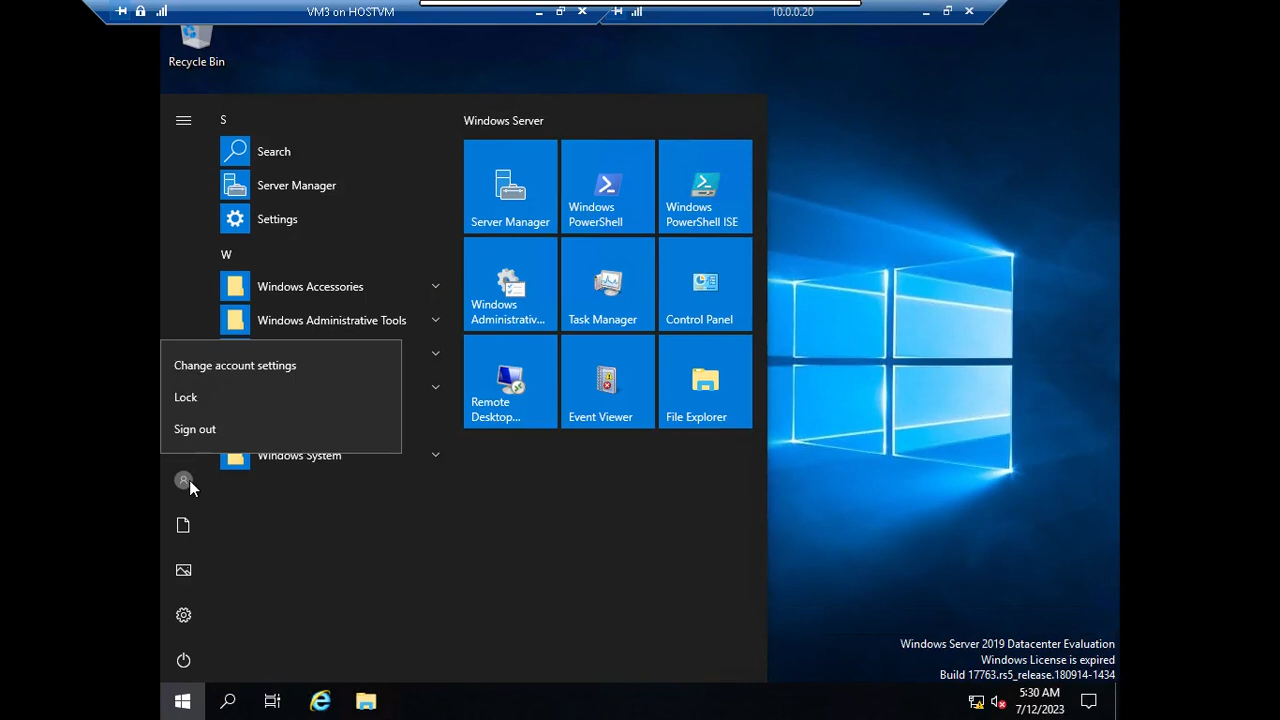 VM3 on HOSTVM
10.0.0.20
Recycle Bin
S
Search
Server Manager
Settings
W
Windows Accessories
Windows Administrative Tools
Windows System
Change account settings
Lock
Sign out
Windows Server
Server Manager
Windows
PowerShell
Windows
PowerShell ISE
Windows
Administrativ...
Task Manager
Control Panel
Remote
Desktop...
Event Viewer
File Explorer
Windows Server 2019 Datacenter Evaluation
Windows License is expired
Build 17763.rs5_release.180914-1434
5:30 AM
7/12/2023